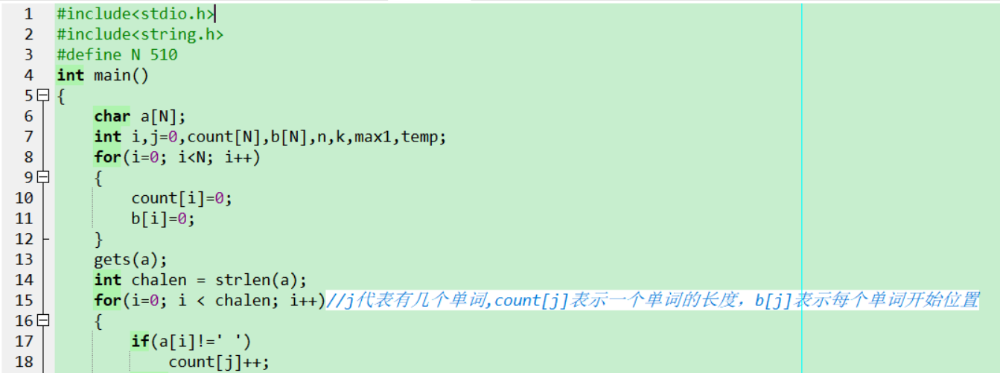 1 #include<stdio.h>
2 #include<string.h>
3 #define N 510
4 int main()
5 {
6 char a[N];
7 int i,j=0,count[N],b[N],n,k,max1,temp;
8 for(i=0; i<N; i++)
9 {
10 count[i]=0;
11 b[i]=0;
12 }
13 gets(a);
14 int chalen = strlen(a);
15 for(i=0; i < chalen; i++)//j代表有几个单词,count[j]表示一个单词的长度，b[j]表示每个单词开始位置
16 {
17 if(a[i]!=' ')
18 count[j]++;